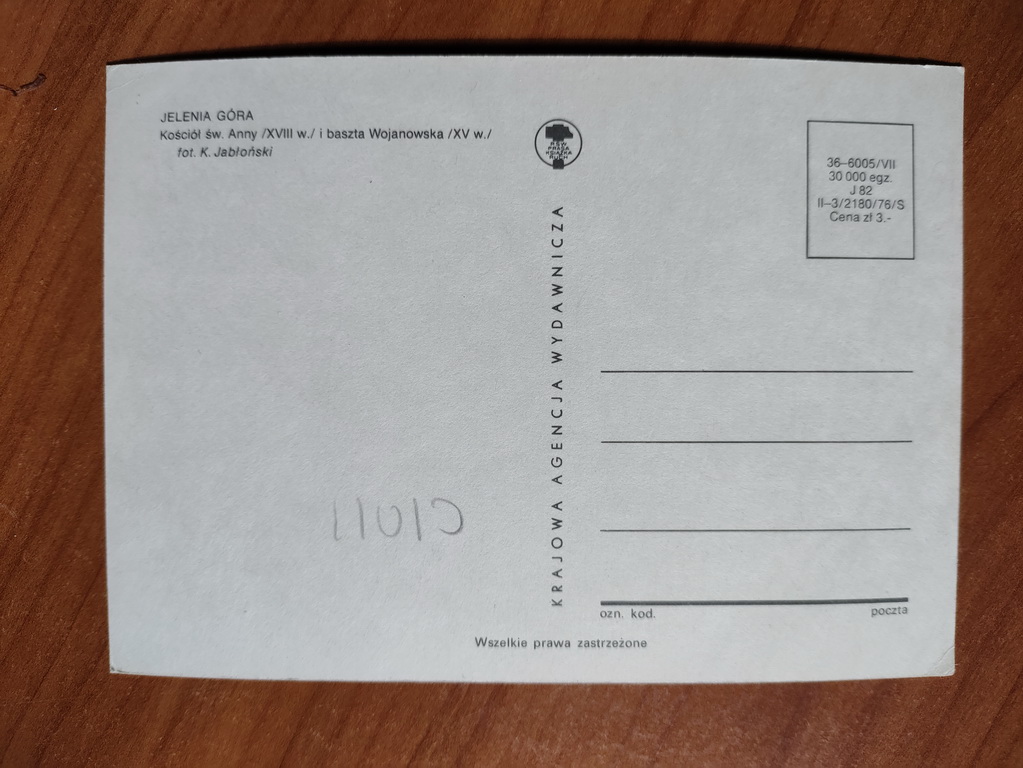 JELENIA GÓRA
Kościół św. Anny /XVIII w./ i baszta Wojanowska /XV w./
fot. K. Jabłoński
RSW
PRASA
KSIĄŻKA
RUCH
KRAJOWA AGENCJA WYDAWNICZA
36–6005/VII
30 000 egz.
J 82
II–3/2180/76/S
Cena zł 3.-
ozn. kod.
poczta
Wszelkie prawa zastrzeżone